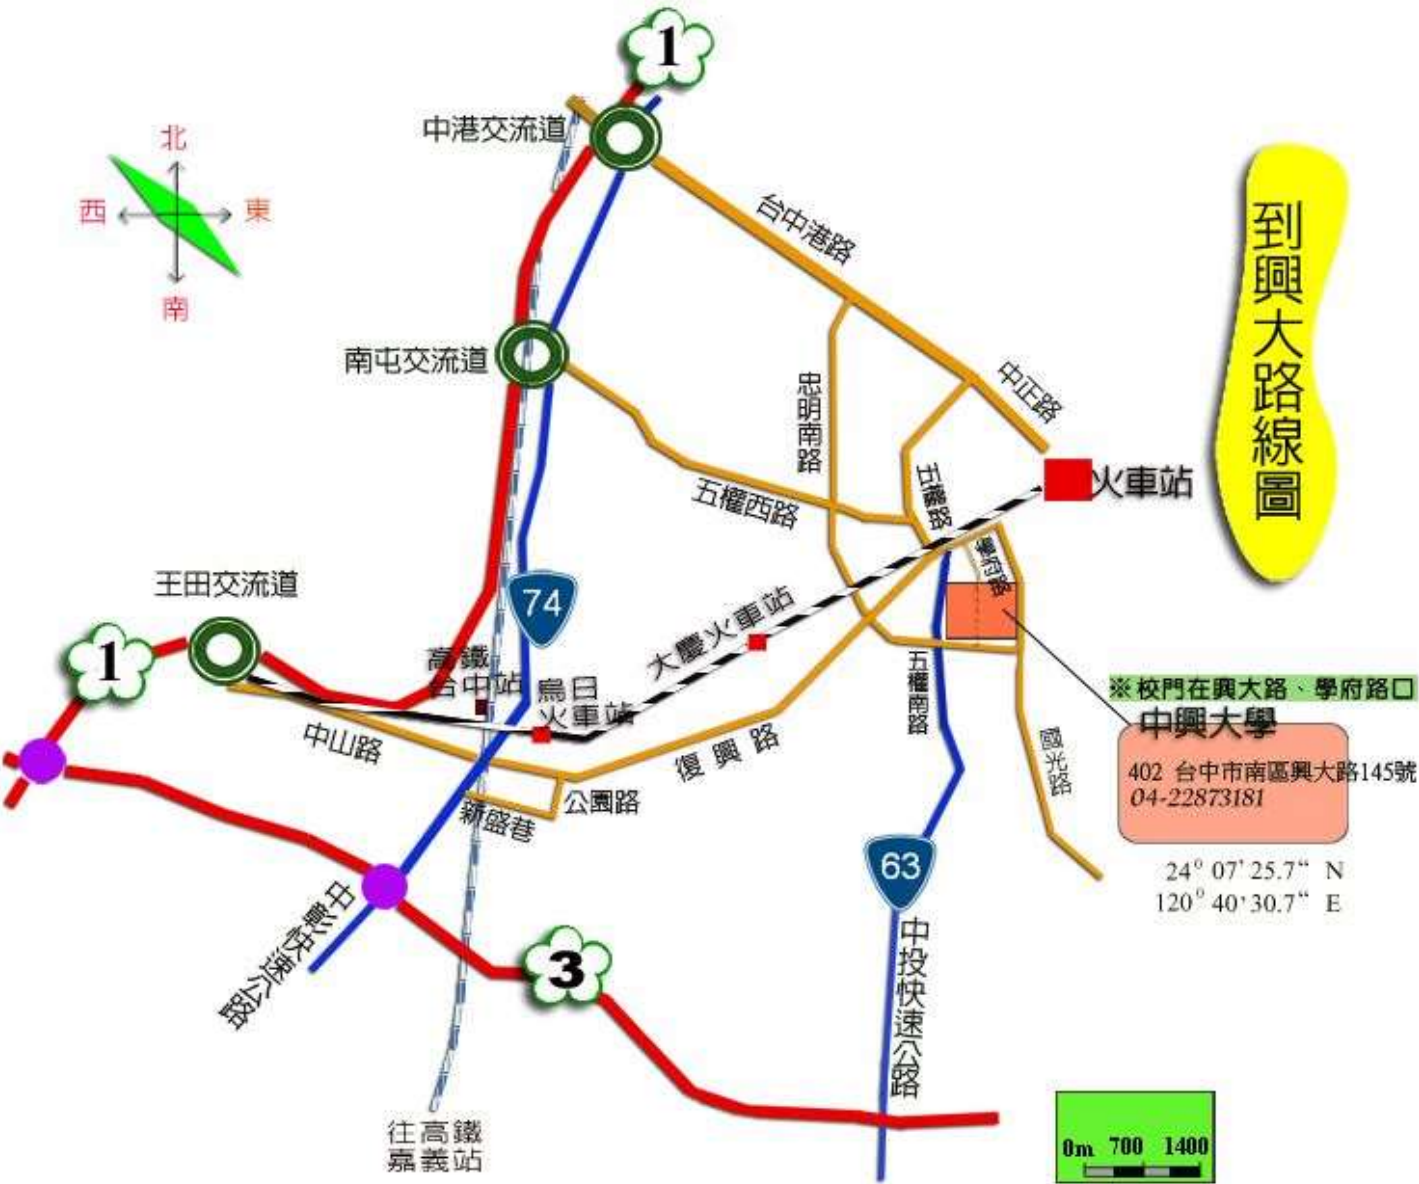 1
中港交流道
北
西
東
南
台中港路
到興大路線圖
南屯交流道
忠明南路
中正路
五權西路
五權路
火車站
學府路
王田交流道
74
大慶火車站
1
高鐵
台中站
烏日
火車站
五權南路
※校門在興大路、學府路口
中興大學
402 台中市南區興大路145號
04-22873181
中山路
復興路
國光路
公園路
新盛巷
63
24° 07' 25.7“ N
120° 40' 30.7“ E
中彰快速公路
3
中投快速公路
往高鐵
嘉義站
0m 700 1400